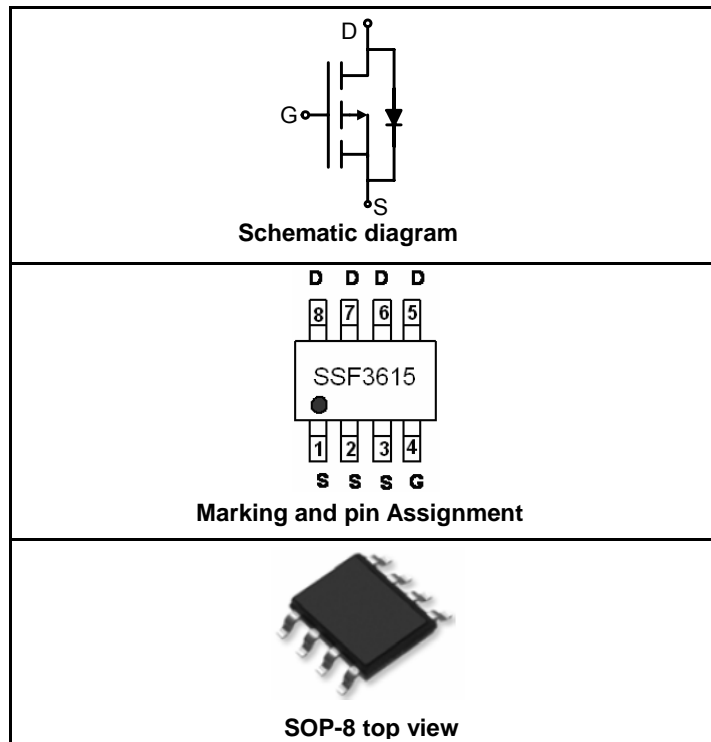 D
G
S
Schematic diagram
D D D D
8 7 6 5
SSF3615
1 2 3 4
S S S G
Marking and pin Assignment
SOP-8 top view